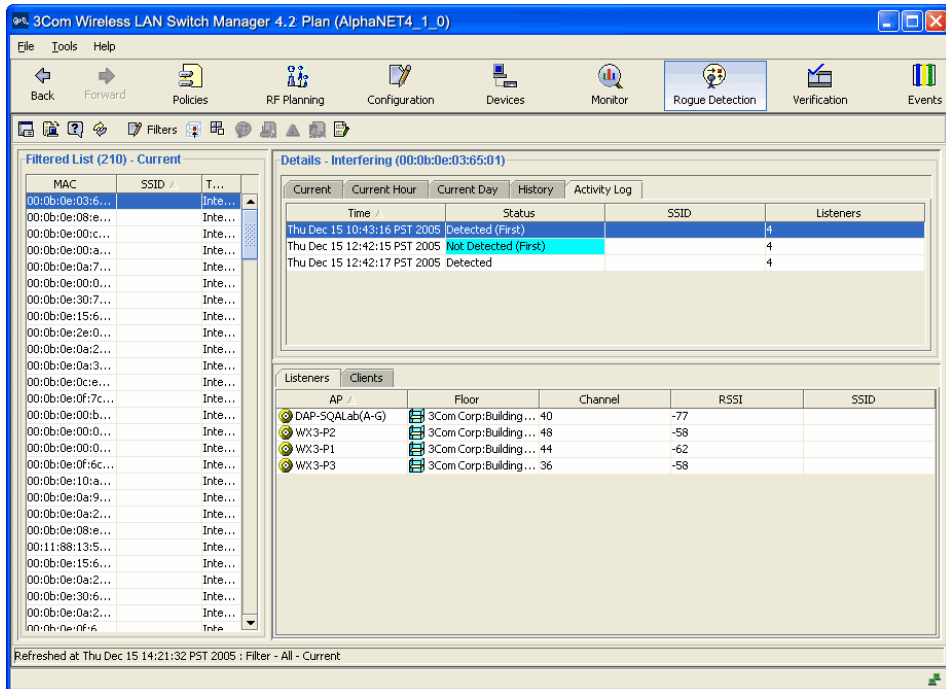 3Com Wireless LAN Switch Manager 4.2 Plan (AlphaNET4_1_0)
File Tools Help
Back Forward Policies RF Planning Configuration Devices Monitor Rogue Detection Verification Events
Filters
Filtered List (210) - Current
MAC SSID T...
00:0b:0e:03:6... Inte...
00:0b:0e:08:e... Inte...
00:0b:0e:00:c... Inte...
00:0b:0e:00:a... Inte...
00:0b:0e:0a:7... Inte...
00:0b:0e:00:0... Inte...
00:0b:0e:30:7... Inte...
00:0b:0e:15:6... Inte...
00:0b:0e:2e:0... Inte...
00:0b:0e:0a:2... Inte...
00:0b:0e:0a:3... Inte...
00:0b:0e:0c:e... Inte...
00:0b:0e:0f:7c... Inte...
00:0b:0e:00:b... Inte...
00:0b:0e:00:0... Inte...
00:0b:0e:00:0... Inte...
00:0b:0e:0f:6c... Inte...
00:0b:0e:10:a... Inte...
00:0b:0e:0a:9... Inte...
00:0b:0e:0a:2... Inte...
00:0b:0e:08:e... Inte...
00:11:88:13:5... Inte...
00:0b:0e:15:6... Inte...
00:0b:0e:0a:2... Inte...
00:0b:0e:30:6... Inte...
00:0b:0e:0a:2... Inte...
00:0b:0e:0f:6... Inte...
Details - Interfering (00:0b:0e:03:65:01)
Current Current Hour Current Day History Activity Log
Time Status SSID Listeners
Thu Dec 15 10:43:16 PST 2005 Detected (First) 4
Thu Dec 15 12:42:15 PST 2005 Not Detected (First) 4
Thu Dec 15 12:42:17 PST 2005 Detected 4
Listeners Clients
AP Floor Channel RSSI SSID
DAP-SQALab(A-G) 3Com Corp:Building... 40 -77
WX3-P2 3Com Corp:Building... 48 -58
WX3-P1 3Com Corp:Building... 44 -62
WX3-P3 3Com Corp:Building... 36 -58
Refreshed at Thu Dec 15 14:21:32 PST 2005 : Filter - All - Current